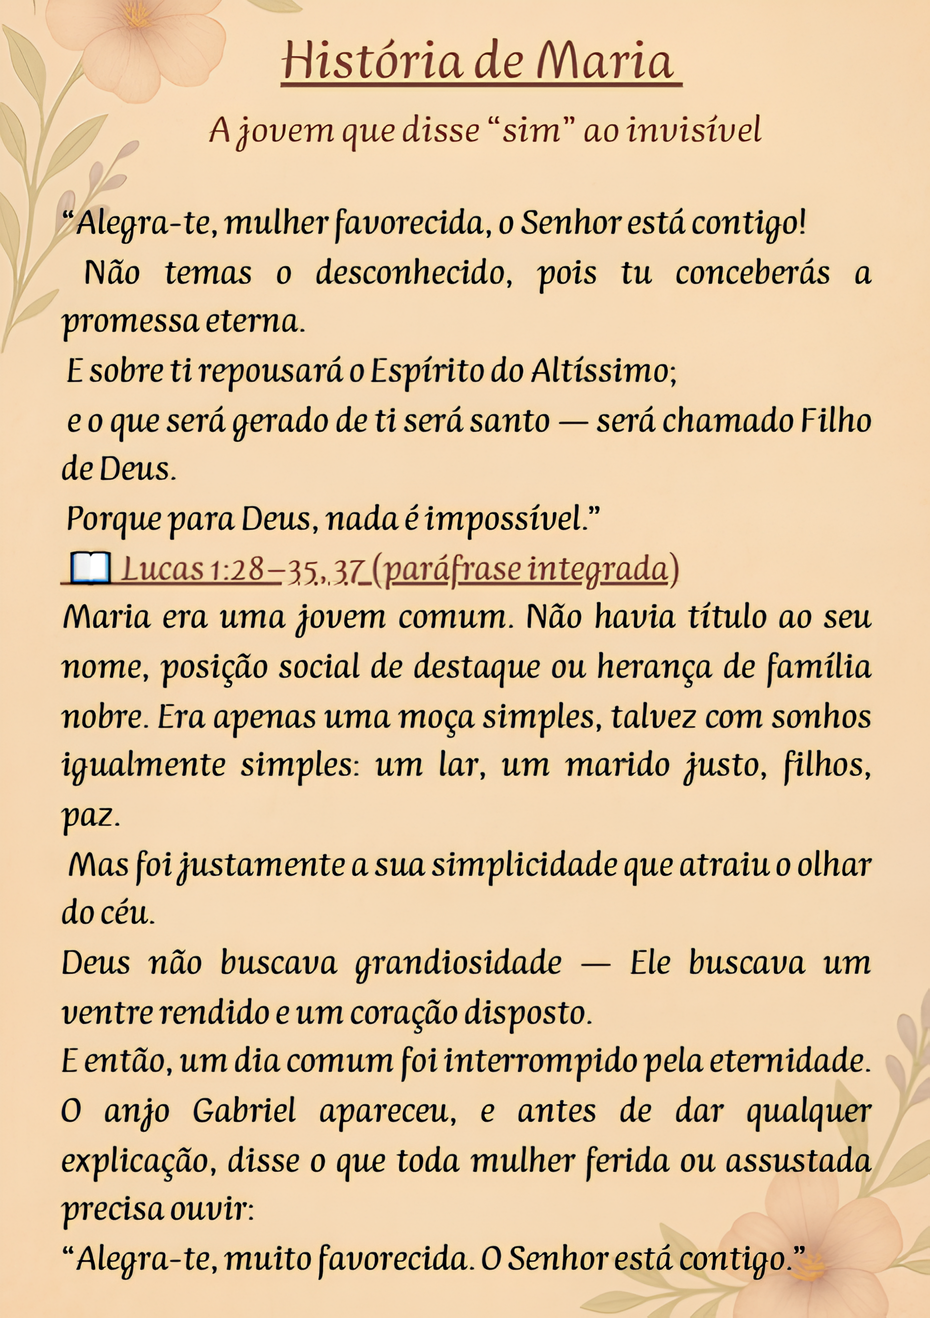 História de Maria
A jovem que disse “sim” ao invisível
“Alegra-te, mulher favorecida, o Senhor está contigo!
Não temas o desconhecido, pois tu conceberás a
promessa eterna.
E sobre ti repousará o Espírito do Altíssimo;
e o que será gerado de ti será santo — será chamado Filho
de Deus.
Porque para Deus, nada é impossível.”
📖 Lucas 1:28–35, 37 (paráfrase integrada)
Maria era uma jovem comum. Não havia título ao seu
nome, posição social de destaque ou herança de família
nobre. Era apenas uma moça simples, talvez com sonhos
igualmente simples: um lar, um marido justo, filhos,
paz.
Mas foi justamente a sua simplicidade que atraiu o olhar
do céu.
Deus não buscava grandiosidade — Ele buscava um
ventre rendido e um coração disposto.
E então, um dia comum foi interrompido pela eternidade.
O anjo Gabriel apareceu, e antes de dar qualquer
explicação, disse o que toda mulher ferida ou assustada
precisa ouvir:
“Alegra-te, muito favorecida. O Senhor está contigo.”